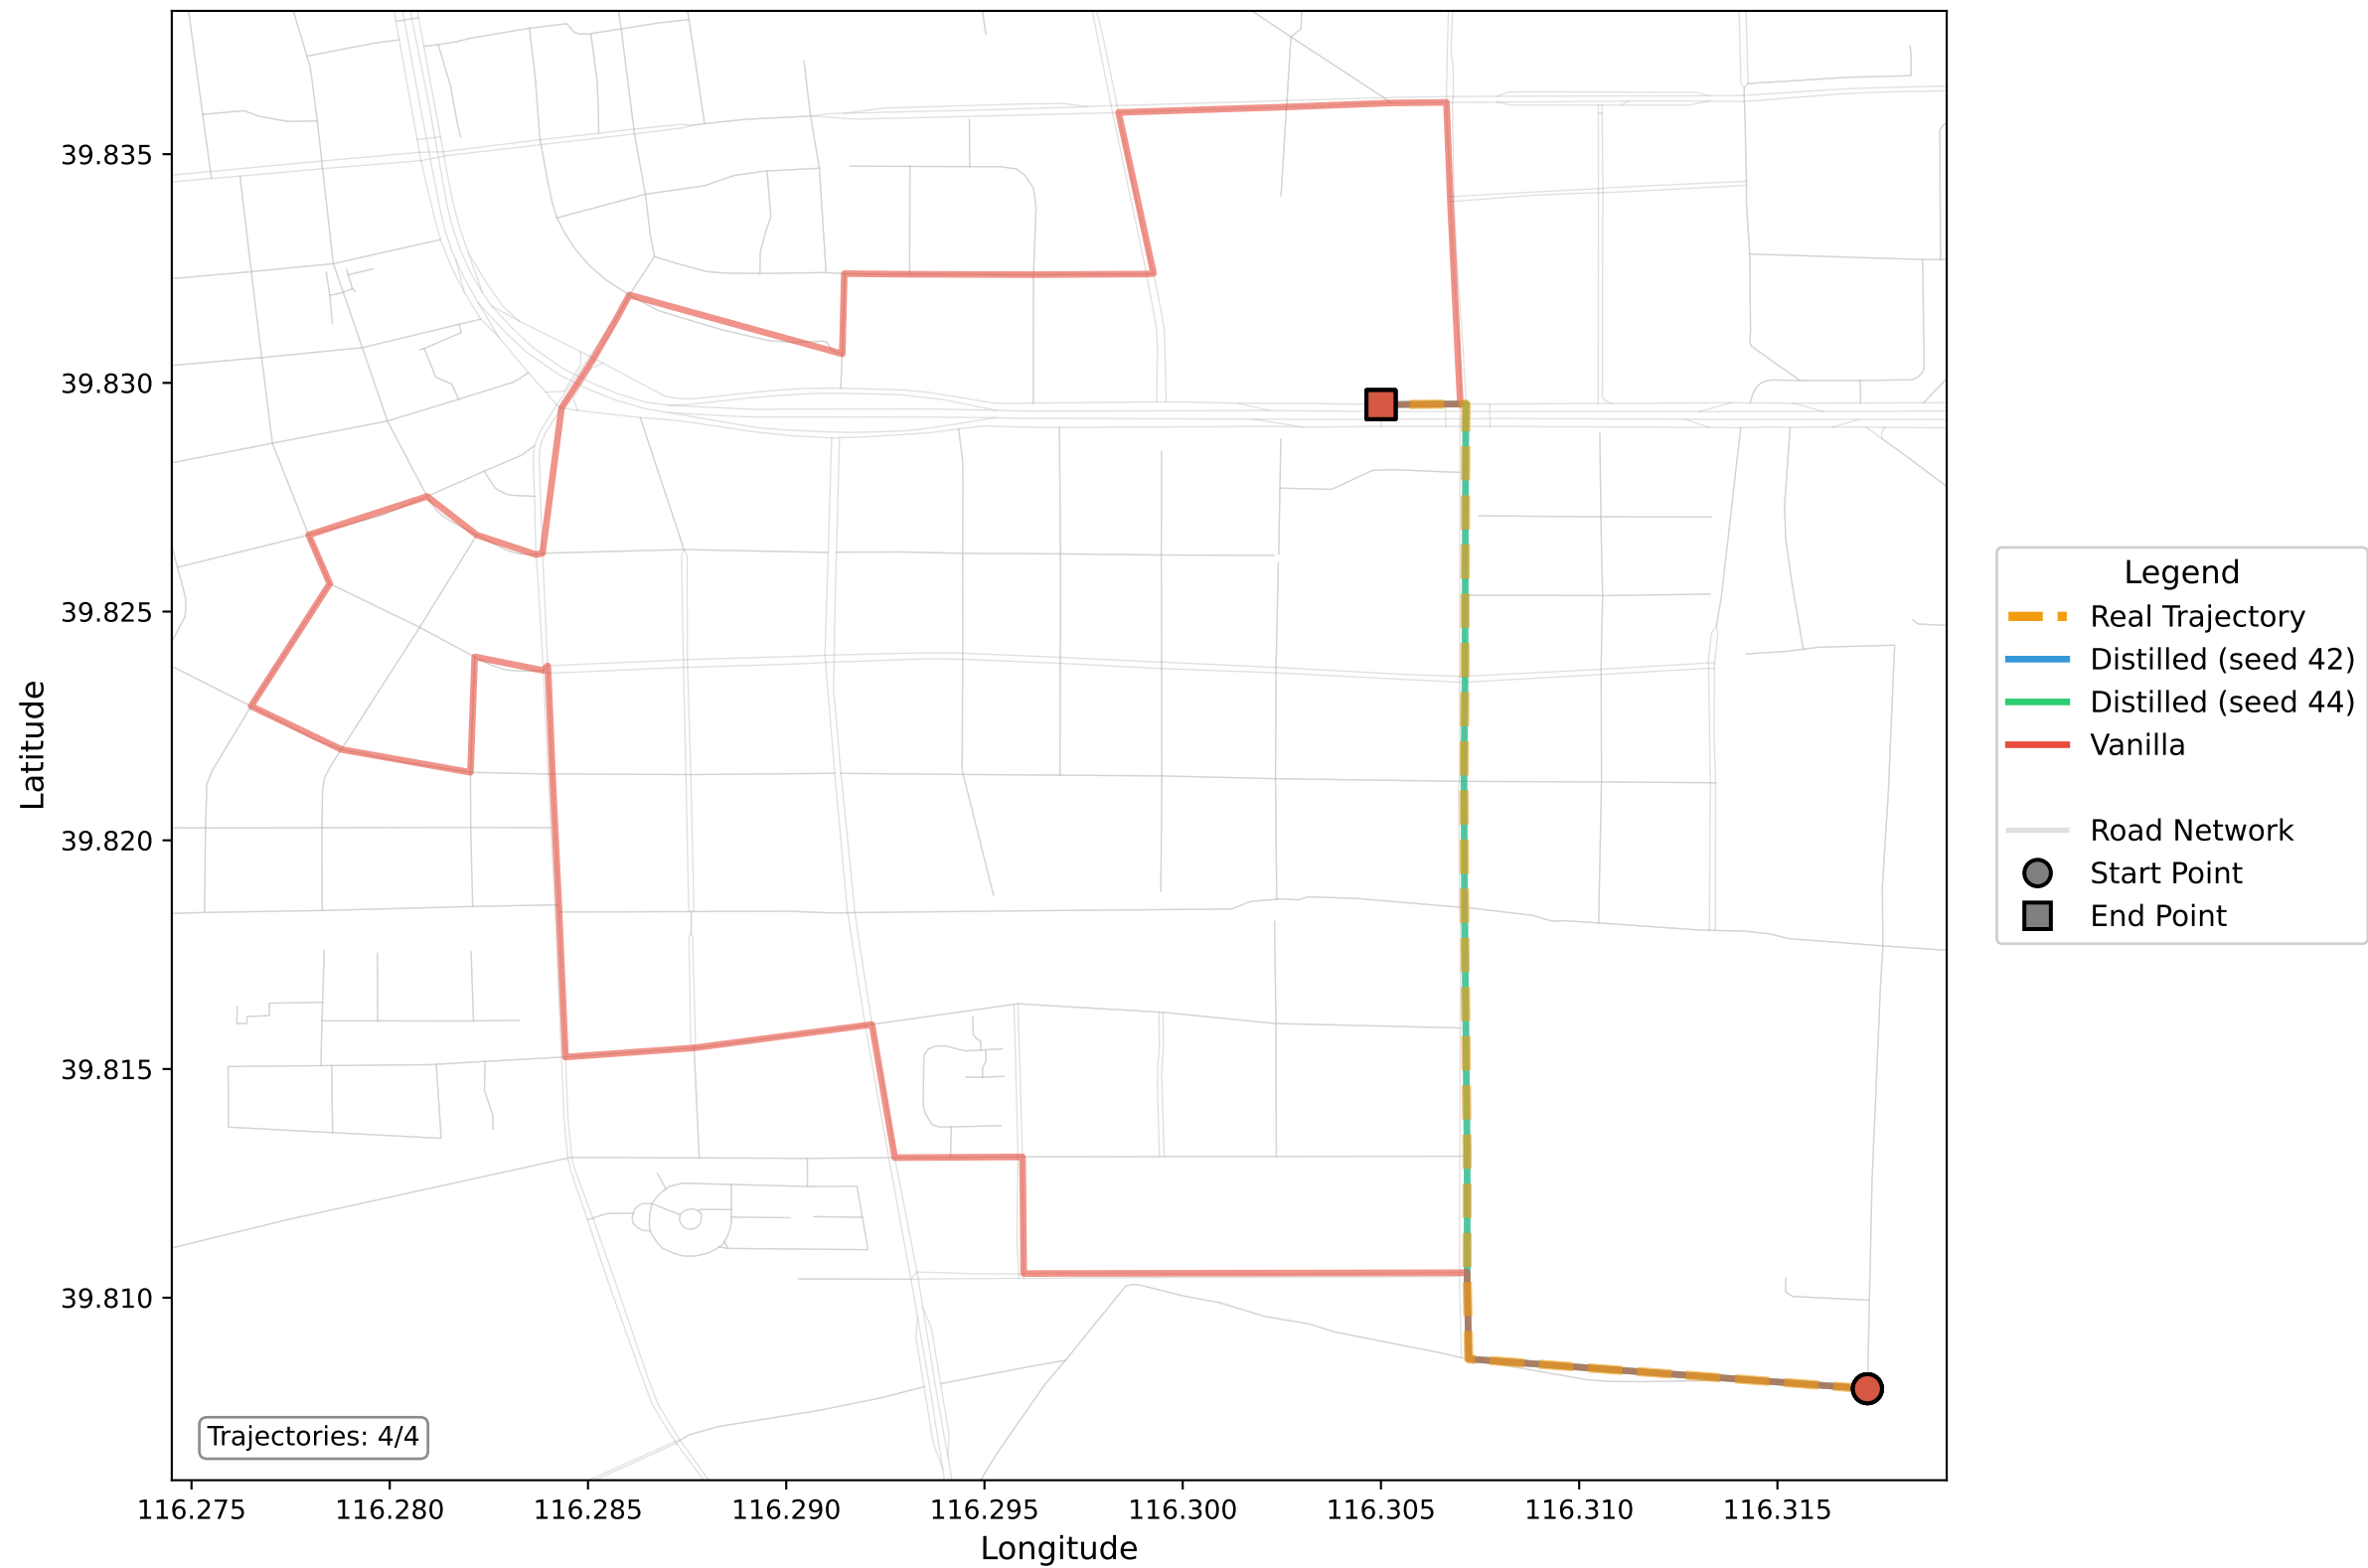 39.835
39.830
39.825
39.820
39.815
39.810
Latitude
116.275
116.280
116.285
116.290
116.295
116.300
116.305
116.310
116.315
Longitude
Trajectories: 4/4
Legend
Real Trajectory
Distilled (seed 42)
Distilled (seed 44)
Vanilla
Road Network
Start Point
End Point